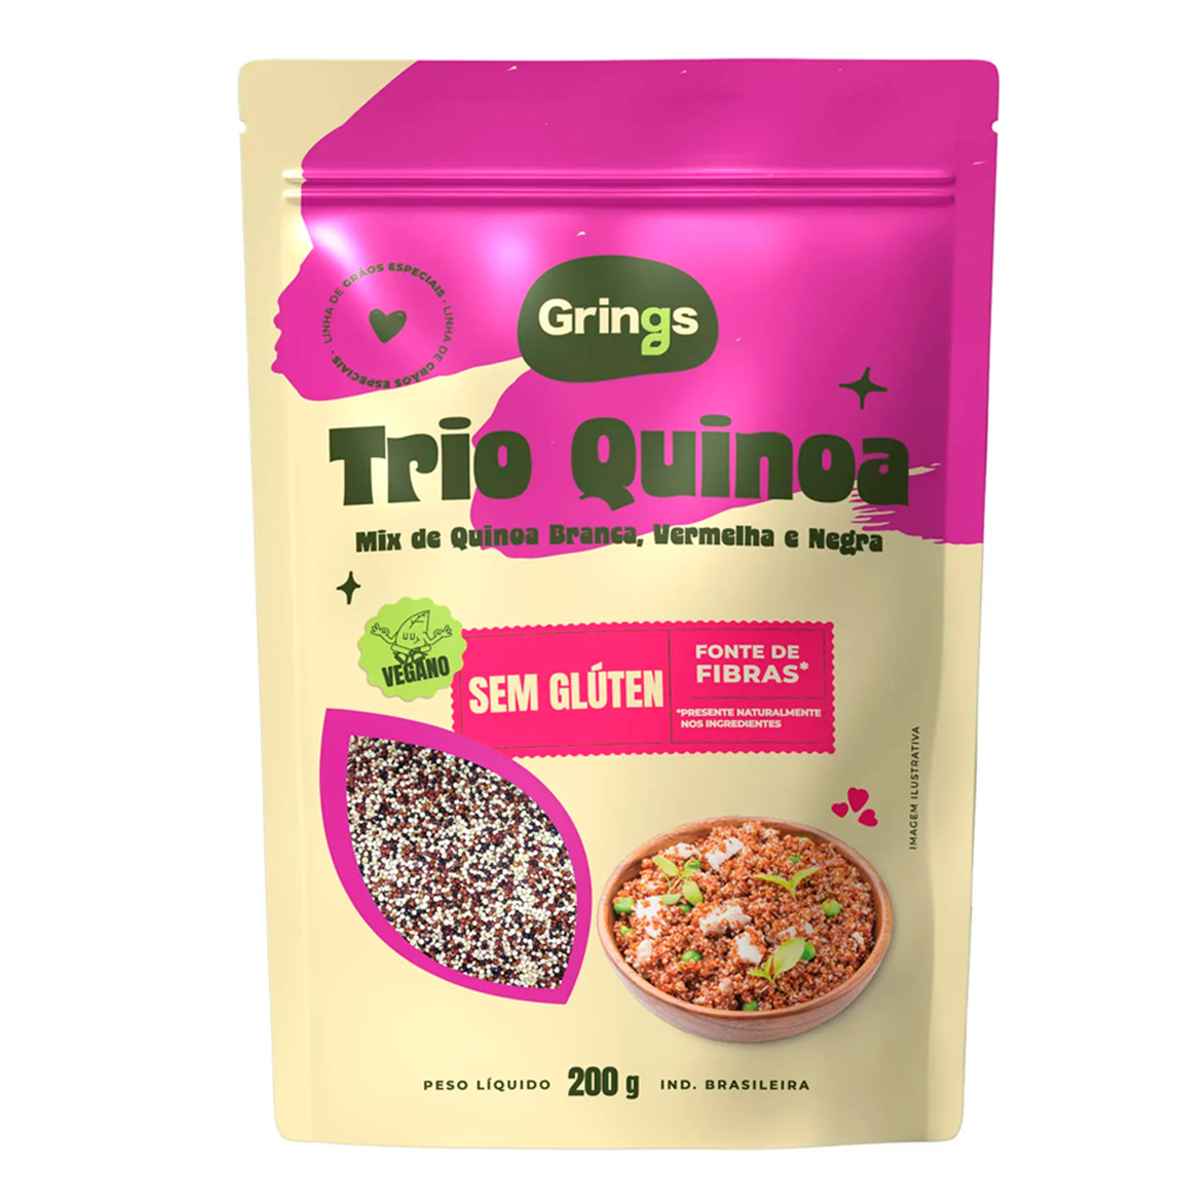 LINHA DE GRÃOS ESPECIAIS · LINHA DE GRÃOS ESPECIAIS ·
Grings
Trio Quinoa
Mix de Quinoa Branca, Vermelha e Negra
VEGANO
SEM GLÚTEN
FONTE DE
FIBRAS*
*PRESENTE NATURALMENTE
NOS INGREDIENTES
IMAGEM ILUSTRATIVA
PESO LÍQUIDO 200 g IND. BRASILEIRA